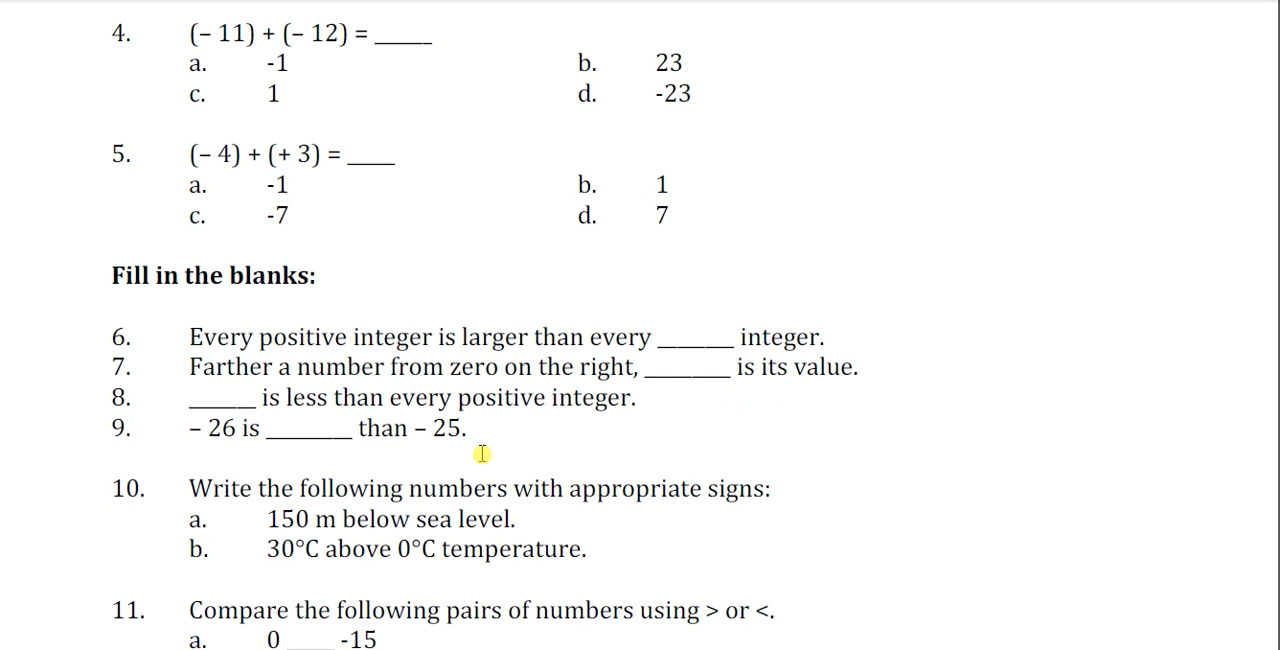 4. (– 11) + (– 12) = _____
a. -1 b. 23
c. 1 d. -23
5. (– 4) + (+ 3) = ____
a. -1 b. 1
c. -7 d. 7
Fill in the blanks:
6. Every positive integer is larger than every ______ integer.
7. Farther a number from zero on the right, _______ is its value.
8. _____ is less than every positive integer.
9. – 26 is _______ than – 25.
10. Write the following numbers with appropriate signs:
a. 150 m below sea level.
b. 30°C above 0°C temperature.
11. Compare the following pairs of numbers using > or <.
a. 0 ____ -15